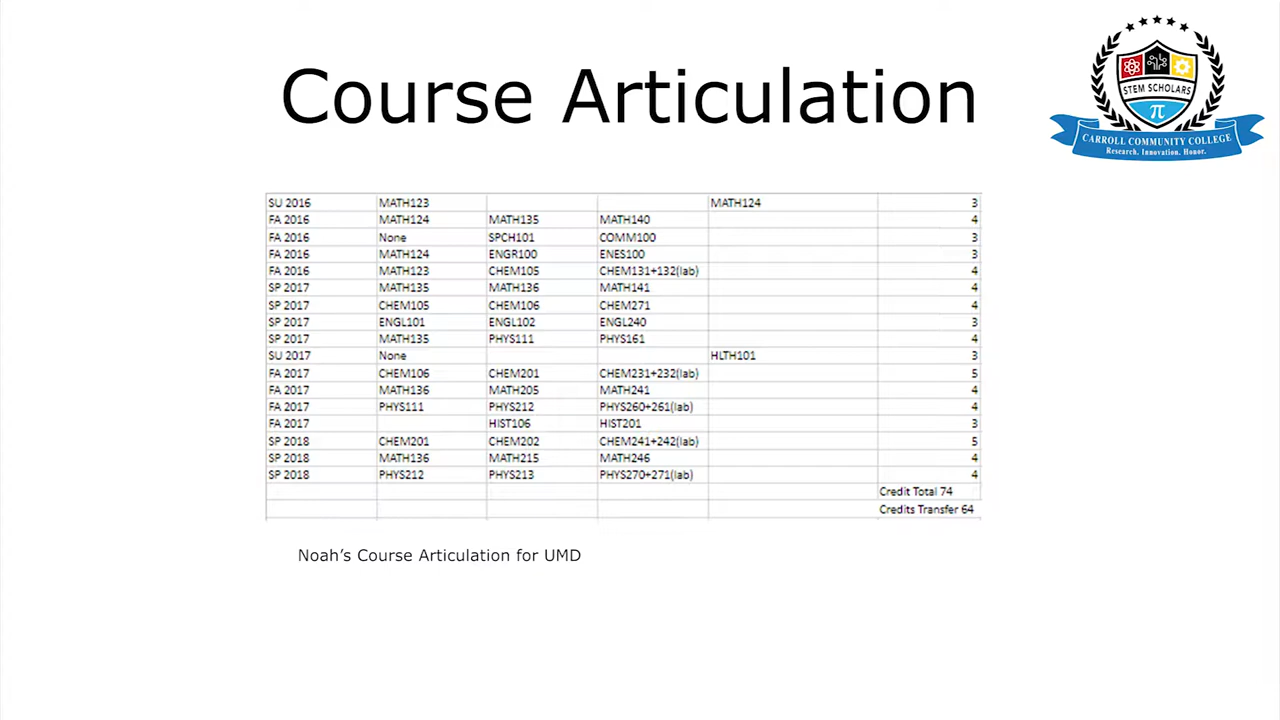 Course Articulation
STEM SCHOLARS
π
CARROLL COMMUNITY COLLEGE
Research. Innovation. Honor.
SU 2016 MATH123 MATH124 3
FA 2016 MATH124 MATH135 MATH140 4
FA 2016 None SPCH101 COMM100 3
FA 2016 MATH124 ENGR100 ENES100 3
FA 2016 MATH123 CHEM105 CHEM131+132(lab) 4
SP 2017 MATH135 MATH136 MATH141 4
SP 2017 CHEM105 CHEM106 CHEM271 4
SP 2017 ENGL101 ENGL102 ENGL240 3
SP 2017 MATH135 PHYS111 PHYS161 4
SU 2017 None HLTH101 3
FA 2017 CHEM106 CHEM201 CHEM231+232(lab) 5
FA 2017 MATH136 MATH205 MATH241 4
FA 2017 PHYS111 PHYS212 PHYS260+261(lab) 4
FA 2017 HIST106 HIST201 3
SP 2018 CHEM201 CHEM202 CHEM241+242(lab) 5
SP 2018 MATH136 MATH215 MATH246 4
SP 2018 PHYS212 PHYS213 PHYS270+271(lab) 4
Credit Total 74
Credits Transfer 64
Noah's Course Articulation for UMD